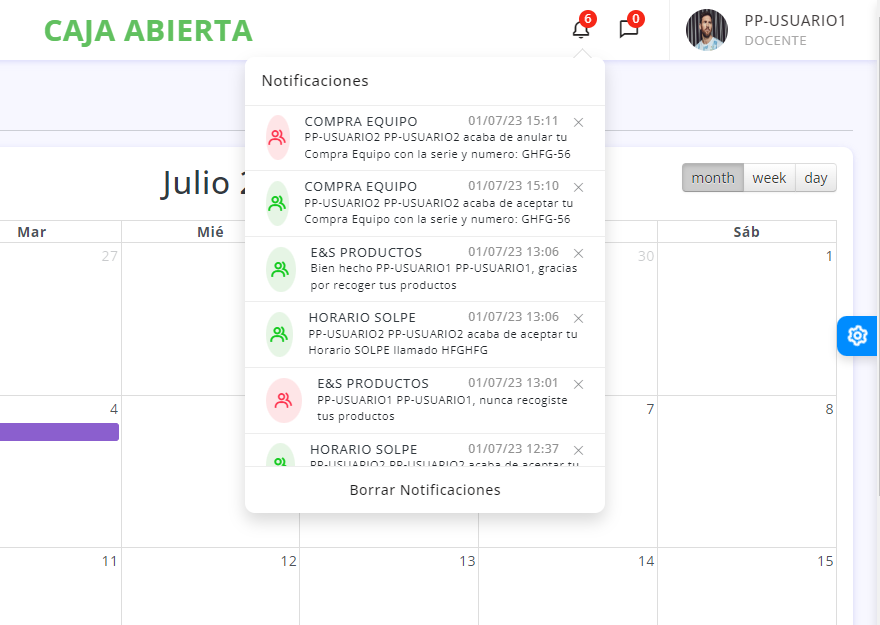 CAJA ABIERTA
6
0
PP-USUARIO1
DOCENTE
Notificaciones
COMPRA EQUIPO 01/07/23 15:11
PP-USUARIO2 PP-USUARIO2 acaba de anular tu
Compra Equipo con la serie y numero: GHFG-56
COMPRA EQUIPO 01/07/23 15:10
PP-USUARIO2 PP-USUARIO2 acaba de aceptar tu
Compra Equipo con la serie y numero: GHFG-56
E&S PRODUCTOS 01/07/23 13:06
Bien hecho PP-USUARIO1 PP-USUARIO1, gracias
por recoger tus productos
HORARIO SOLPE 01/07/23 13:06
PP-USUARIO2 PP-USUARIO2 acaba de aceptar tu
Horario SOLPE llamado HFGHFG
E&S PRODUCTOS 01/07/23 13:01
PP-USUARIO1 PP-USUARIO1, nunca recogiste
tus productos
HORARIO SOLPE 01/07/23 12:37
PP-USUARIO2 PP-USUARIO2 acaba de aceptar tu
Borrar Notificaciones
Julio 2
month week day
Mar Mié Sáb
27 30 1
4 7 8
11 12 13 14 15